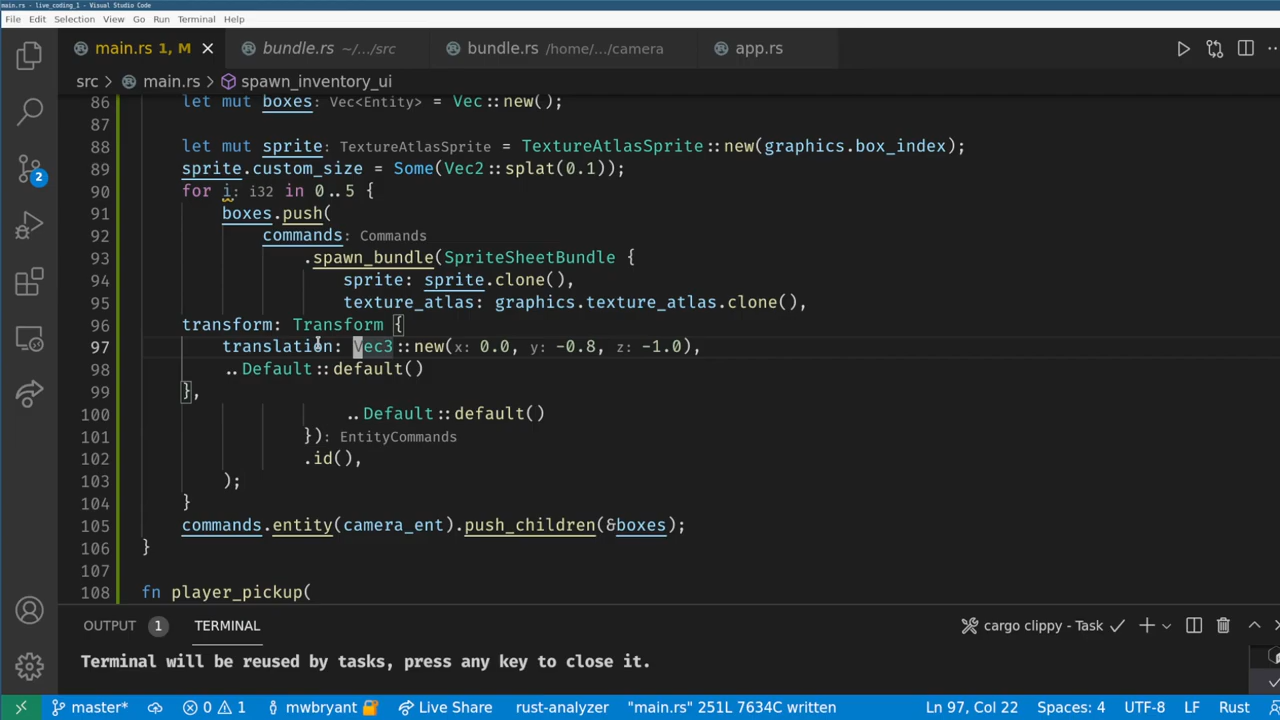 main.rs - live_coding_1 - Visual Studio Code
File Edit Selection View Go Run Terminal Help
main.rs 1, M bundle.rs ~/.../src bundle.rs /home/.../camera app.rs
src > main.rs > spawn_inventory_ui
86 let mut boxes: Vec<Entity> = Vec::new();
87
88 let mut sprite: TextureAtlasSprite = TextureAtlasSprite::new(graphics.box_index);
89 sprite.custom_size = Some(Vec2::splat(0.1));
90 for i: i32 in 0..5 {
91 boxes.push(
92 commands: Commands
93 .spawn_bundle(SpriteSheetBundle {
94 sprite: sprite.clone(),
95 texture_atlas: graphics.texture_atlas.clone(),
96 transform: Transform {
97 translation: Vec3::new(x: 0.0, y: -0.8, z: -1.0),
98 ..Default::default()
99 },
100 ..Default::default()
101 }): EntityCommands
102 .id(),
103 );
104 }
105 commands.entity(camera_ent).push_children(&boxes);
106 }
107
108 fn player_pickup(
2
OUTPUT 1 TERMINAL cargo clippy - Task
Terminal will be reused by tasks, press any key to close it.
master* 0 1 mwbryant Live Share rust-analyzer "main.rs" 251L 7634C written Ln 97, Col 22 Spaces: 4 UTF-8 LF Rust